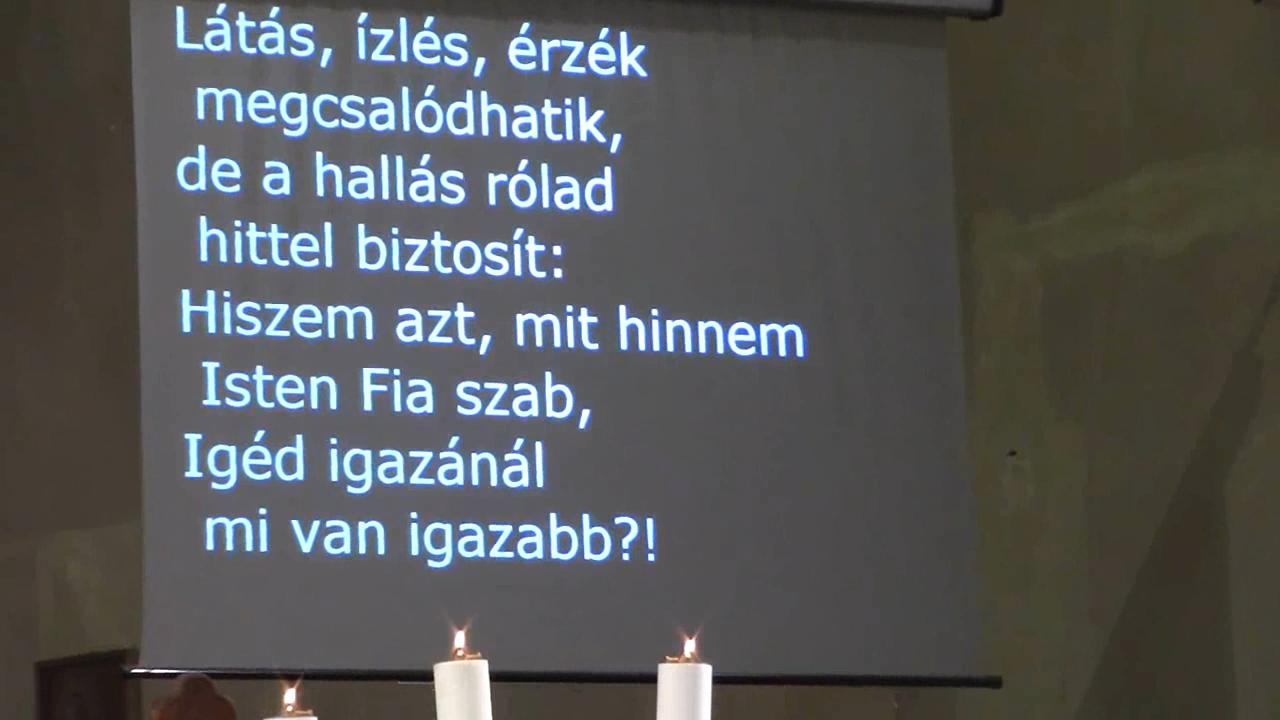 Látás, ízlés, érzék
megcsalódhatik,
de a hallás rólad
hittel biztosít:
Hiszem azt, mit hinnem
Isten Fia szab,
Igéd igazánál
mi van igazabb?!